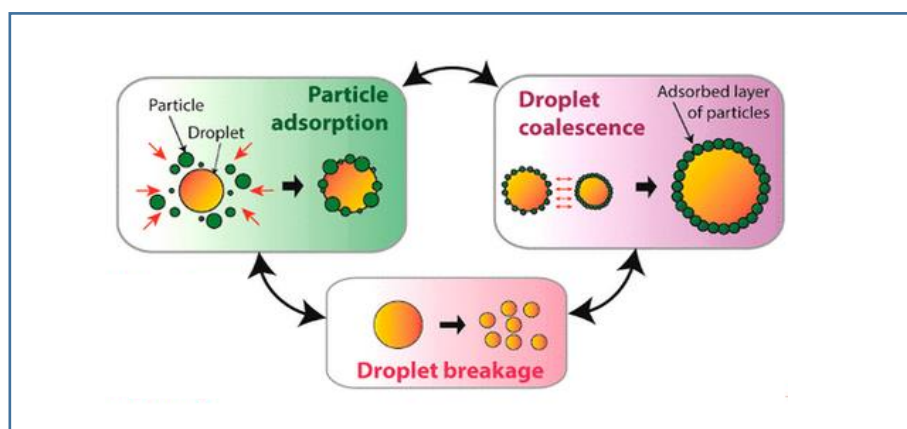 Particle
adsorption
Particle
Droplet
Droplet
coalescence
Adsorbed layer
of particles
Droplet breakage